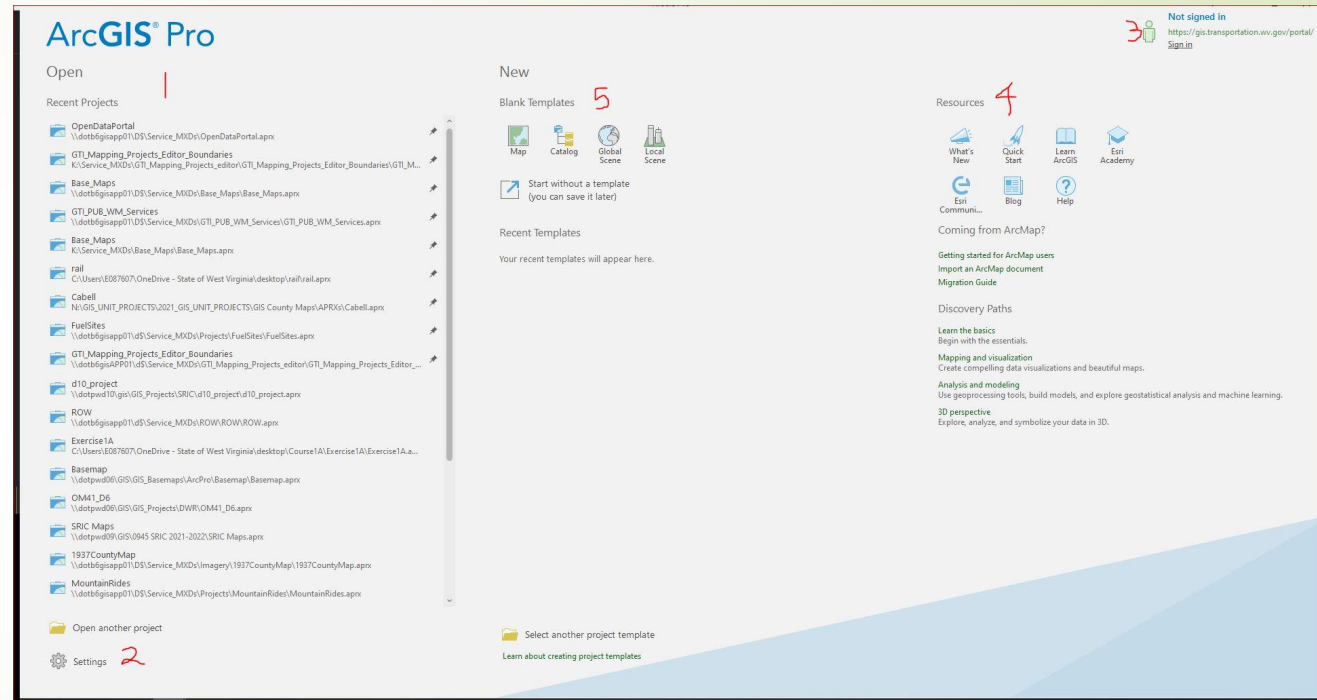 ArcGIS® Pro
Open
1
Recent Projects
OpenDataPortal
\\dotb6gisapp01\D$\Service_MXDs\OpenDataPortal.aprx
GTI_Mapping_Projects_Editor_Boundaries
K:\Service_MXDs\GTI_Mapping_Projects_editor\GTI_Mapping_Projects_Editor_Boundaries\GTI_M...
Base_Maps
\\dotb6gisapp01\D$\Service_MXDs\Base_Maps\Base_Maps.aprx
GTI_PUB_WM_Services
\\dotb6gisapp01\D$\Service_MXDs\GTI_PUB_WM_Services\GTI_PUB_WM_Services.aprx
Base_Maps
K:\Service_MXDs\Base_Maps\Base_Maps.aprx
rail
C:\Users\E087607\OneDrive - State of West Virginia\desktop\rail\rail.aprx
Cabell
N:\GIS_UNIT_PROJECTS\2021_GIS_UNIT_PROJECTS\GIS County Maps\APRXs\Cabell.aprx
FuelSites
\\dotb6gisapp01\d$\Service_MXDs\Projects\FuelSites\FuelSites.aprx
GTI_Mapping_Projects_Editor_Boundaries
\\dotb6gisAPP01\d$\Service_MXDs\GTI_Mapping_Projects_editor\GTI_Mapping_Projects_Editor_...
d10_project
\\dotpwd10\gis\GIS_Projects\SRIC\d10_project\d10_project.aprx
ROW
\\dotb6gisapp01\d$\Service_MXDs\ROW\ROW\ROW.aprx
Exercise1A
C:\Users\E087607\OneDrive - State of West Virginia\desktop\Course1A\Exercise1A\Exercise1A.a...
Basemap
\\dotpwd06\GIS\GIS_Basemaps\ArcPro\Basemap\Basemap.aprx
OM41_D6
\\dotpwd06\GIS\GIS_Projects\DWR\OM41_D6.aprx
SRIC Maps
\\dotpwd09\GIS\0945 SRIC 2021-2022\SRIC Maps.aprx
1937CountyMap
\\dotb6gisapp01\D$\Service_MXDs\Imagery\1937CountyMap\1937CountyMap.aprx
MountainRides
\\dotb6gisapp01\D$\Service_MXDs\Projects\MountainRides\MountainRides.aprx
Open another project
Settings 2
New
Blank Templates 5
Map
Catalog
Global
Scene
Local
Scene
Start without a template
(you can save it later)
Recent Templates
Your recent templates will appear here.
Select another project template
Learn about creating project templates
3
Not signed in
https://gis.transportation.wv.gov/portal/
Sign in
Resources 4
What's
New
Quick
Start
Learn
ArcGIS
Esri
Academy
Esri
Communi...
Blog
Help
Coming from ArcMap?
Getting started for ArcMap users
Import an ArcMap document
Migration Guide
Discovery Paths
Learn the basics
Begin with the essentials.
Mapping and visualization
Create compelling data visualizations and beautiful maps.
Analysis and modeling
Use geoprocessing tools, build models, and explore geostatistical analysis and machine learning.
3D perspective
Explore, analyze, and symbolize your data in 3D.